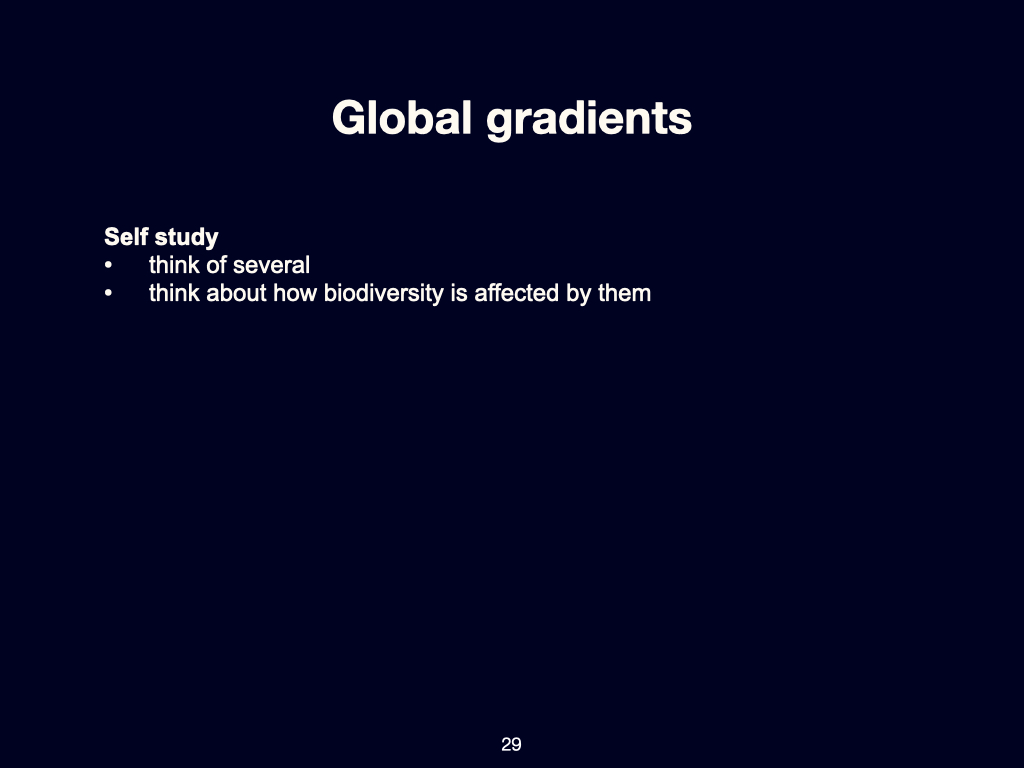 Global gradients
Self study
• think of several
• think about how biodiversity is affected by them
29